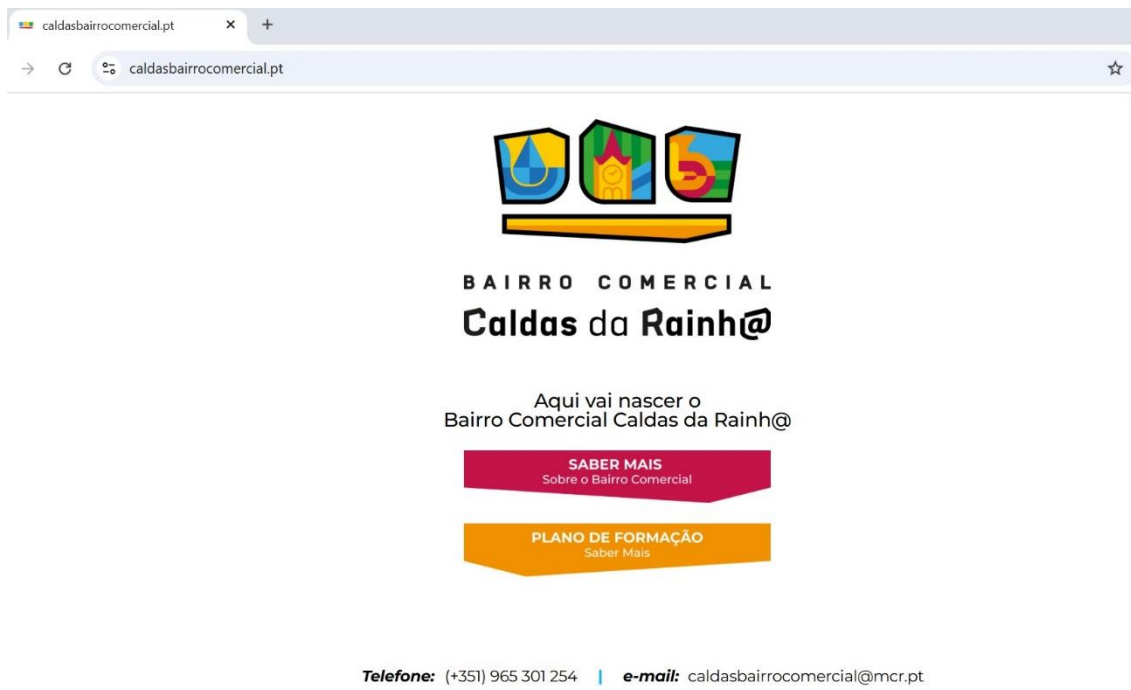 caldasbairrocomercial.pt
caldasbairrocomercial.pt
BAIRRO COMERCIAL
Caldas da Rainh@
Aqui vai nascer o
Bairro Comercial Caldas da Rainh@
SABER MAIS
Sobre o Bairro Comercial
PLANO DE FORMAÇÃO
Saber Mais
Telefone: (+351) 965 301 254 | e-mail: caldasbairrocomercial@mcr.pt